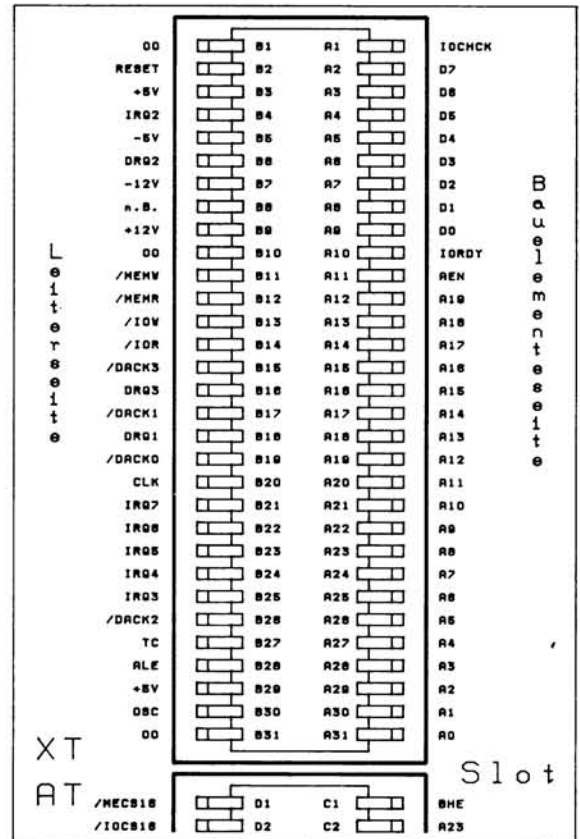 00 B1 A1 IOCHCK
RESET B2 A2 D7
+5V B3 A3 D6
IRQ2 B4 A4 D5
-5V B5 A5 D4
DRQ2 B6 A6 D3
-12V B7 A7 D2
n.B. B8 A8 D1
+12V B9 A9 D0
00 B10 A10 IORDY
/MEMW B11 A11 AEN
/MEMR B12 A12 A19
/IOW B13 A13 A18
/IOR B14 A14 A17
/DACK3 B15 A15 A16
DRQ3 B16 A16 A15
/DACK1 B17 A17 A14
DRQ1 B18 A18 A13
/DACK0 B19 A19 A12
CLK B20 A20 A11
IRQ7 B21 A21 A10
IRQ6 B22 A22 A9
IRQ5 B23 A23 A8
IRQ4 B24 A24 A7
IRQ3 B25 A25 A6
/DACK2 B26 A26 A5
TC B27 A27 A4
ALE B28 A28 A3
+5V B29 A29 A2
OSC B30 A30 A1
00 B31 A31 A0
Leiterseite
Bauelementeseite
XT
Slot
AT
/MECS16 D1 C1 BHE
/IOCS16 D2 C2 A23